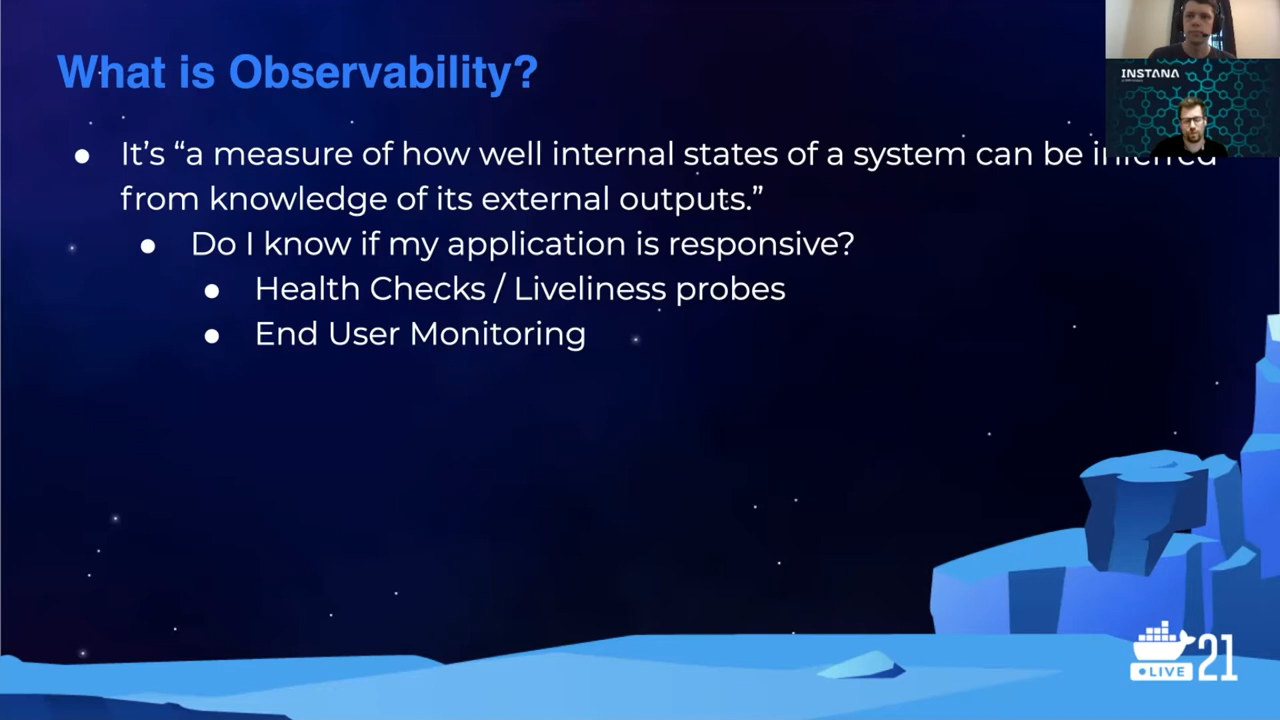 What is Observability?
INSTANA
● It's “a measure of how well internal states of a system can be inferred
from knowledge of its external outputs.”
● Do I know if my application is responsive?
● Health Checks / Liveliness probes
● End User Monitoring
LIVE 21